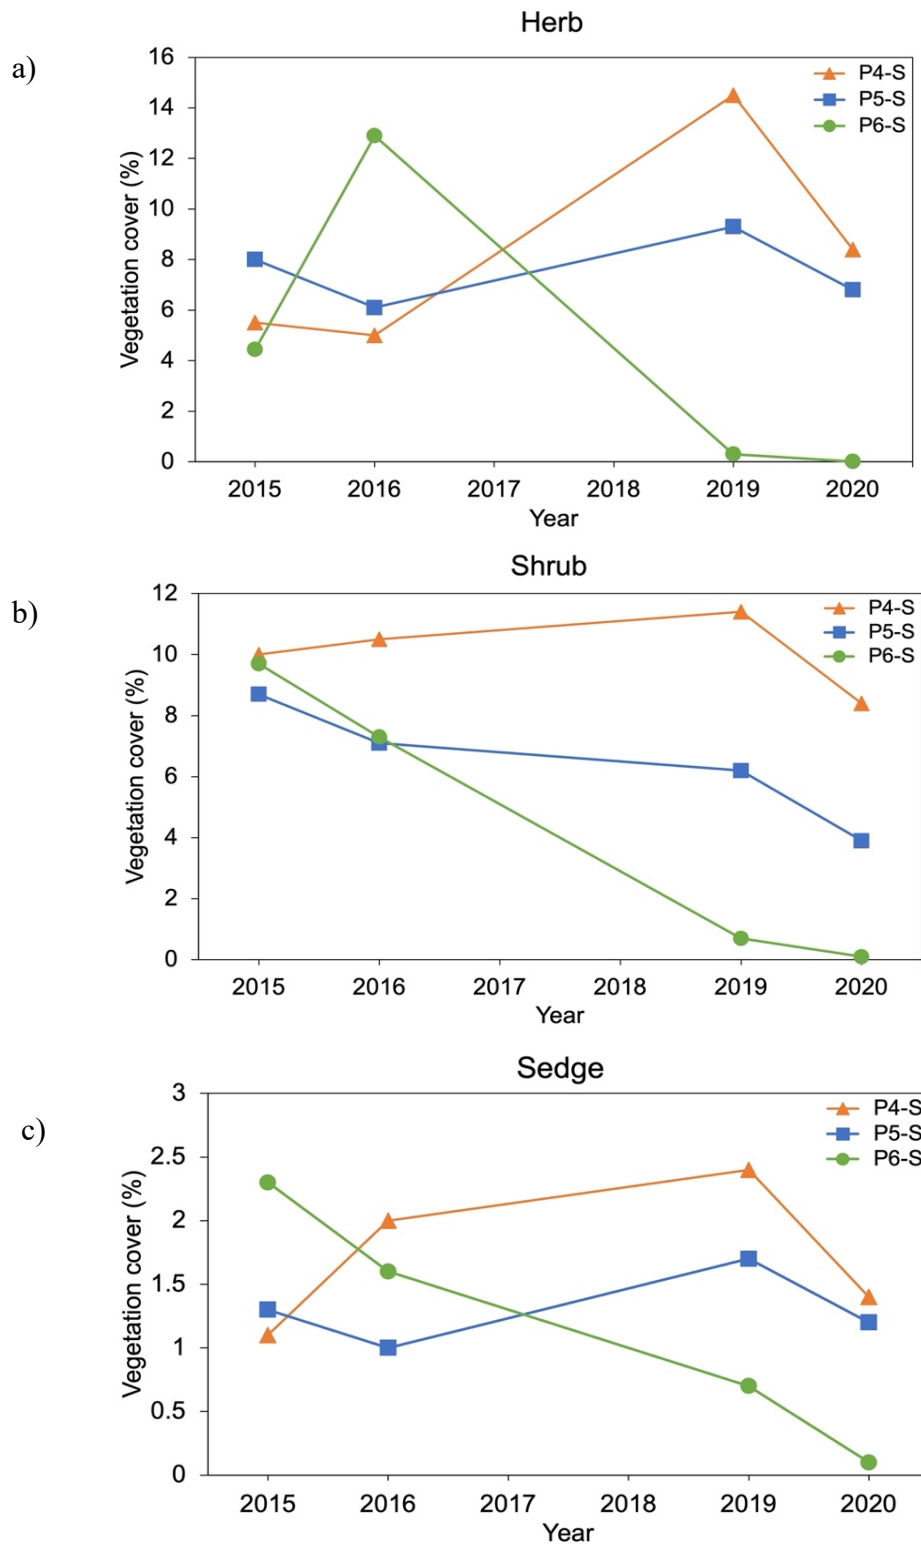 Herb
a)
16
14
12
10
8
6
4
2
0
Vegetation cover (%)
P4-S
P5-S
P6-S
2015 2016 2017 2018 2019 2020
Year
Shrub
b)
12
10
8
6
4
2
0
Vegetation cover (%)
P4-S
P5-S
P6-S
2015 2016 2017 2018 2019 2020
Year
Sedge
c)
3
2.5
2
1.5
1
0.5
0
Vegetation cover (%)
P4-S
P5-S
P6-S
2015 2016 2017 2018 2019 2020
Year